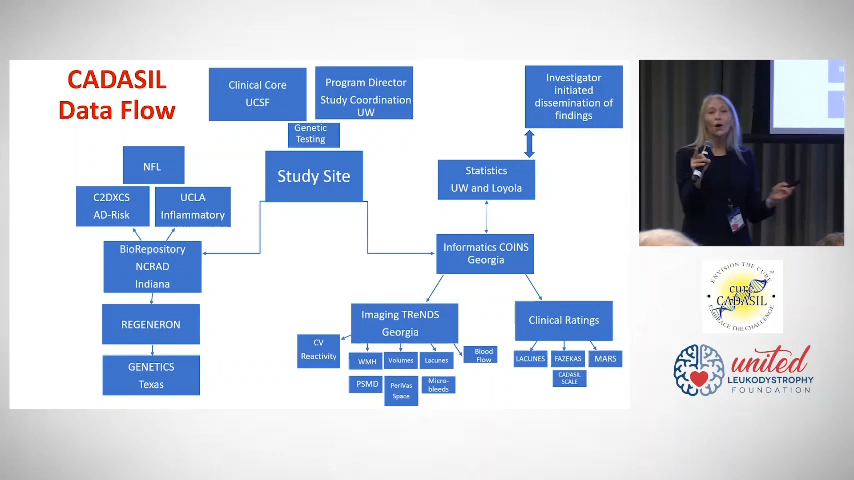 CADASIL
Data Flow
Clinical Core
UCSF
Program Director
Study Coordination
UW
Genetic
Testing
Investigator
initiated
dissemination of
findings
NFL
Study Site
Statistics
UW and Loyola
C2DXCS
AD-Risk
UCLA
Inflammatory
BioRepository
NCRAD
Indiana
Informatics COINS
Georgia
REGENERON
Imaging TReNDS
Georgia
Clinical Ratings
GENETICS
Texas
CV
Reactivity
WMH
Volumes
Lacunes
Blood
Flow
PSMD
PeriVas
Space
Micro-
bleeds
LACUNES
FAZEKAS
MARS
CADASIL
SCALE
ENVISION THE CURE
cure
CADASIL
EMBRACE THE CHALLENGE
united
LEUKODYSTROPHY
FOUNDATION